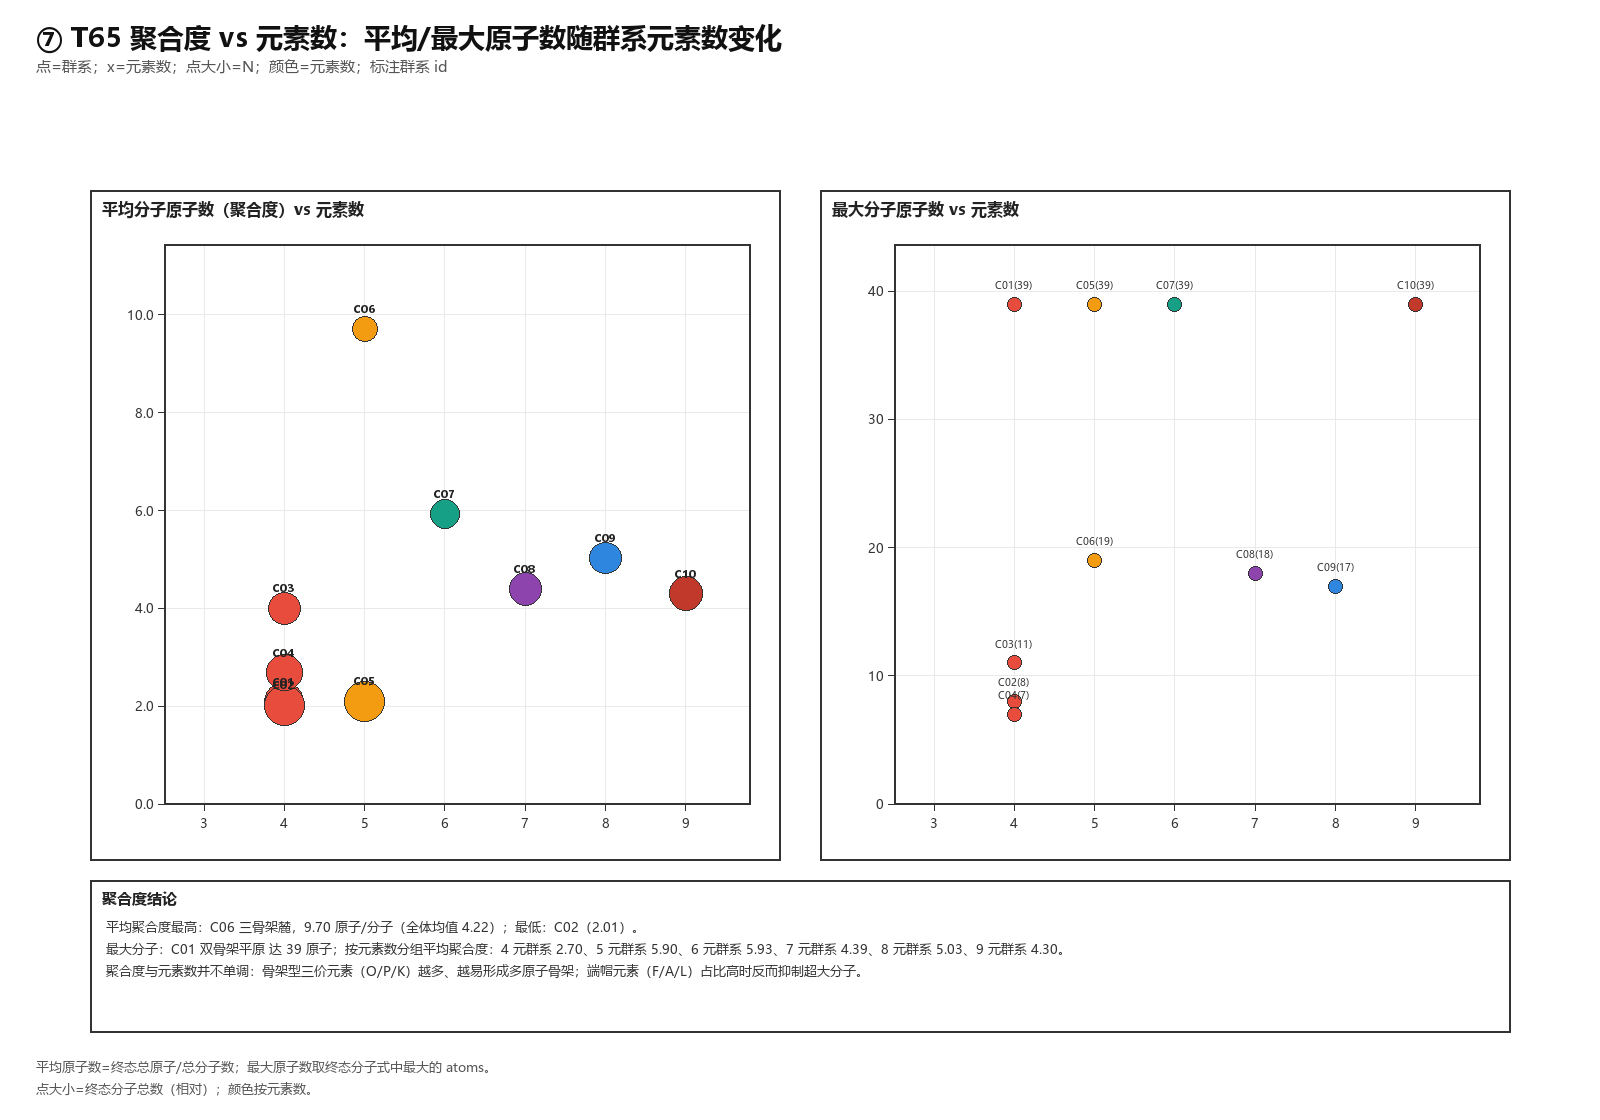 ⑦ T65 聚合度 vs 元素数：平均/最大原子数随群系元素数变化
点=群系；x=元素数；点大小=N；颜色=元素数；标注群系 id
平均分子原子数（聚合度）vs 元素数
10.0
8.0
6.0
4.0
2.0
0.0
3 4 5 6 7 8 9
C06
C07
C09
C08
C10
C03
C04
C01
C02
C05
最大分子原子数 vs 元素数
40
30
20
10
0
3 4 5 6 7 8 9
C01(39) C05(39) C07(39) C10(39)
C06(19)
C08(18)
C09(17)
C03(11)
C02(8)
C04(7)
聚合度结论
平均聚合度最高：C06 三骨架麓，9.70 原子/分子（全体均值 4.22）；最低：C02（2.01）。
最大分子：C01 双骨架平原 达 39 原子；按元素数分组平均聚合度：4 元群系 2.70、5 元群系 5.90、6 元群系 5.93、7 元群系 4.39、8 元群系 5.03、9 元群系 4.30。
聚合度与元素数并不单调：骨架型三价元素（O/P/K）越多、越易形成多原子骨架；端帽元素（F/A/L）占比高时反而抑制超大分子。
平均原子数=终态总原子/总分子数；最大原子数取终态分子式中最大的 atoms。
点大小=终态分子总数（相对）；颜色按元素数。